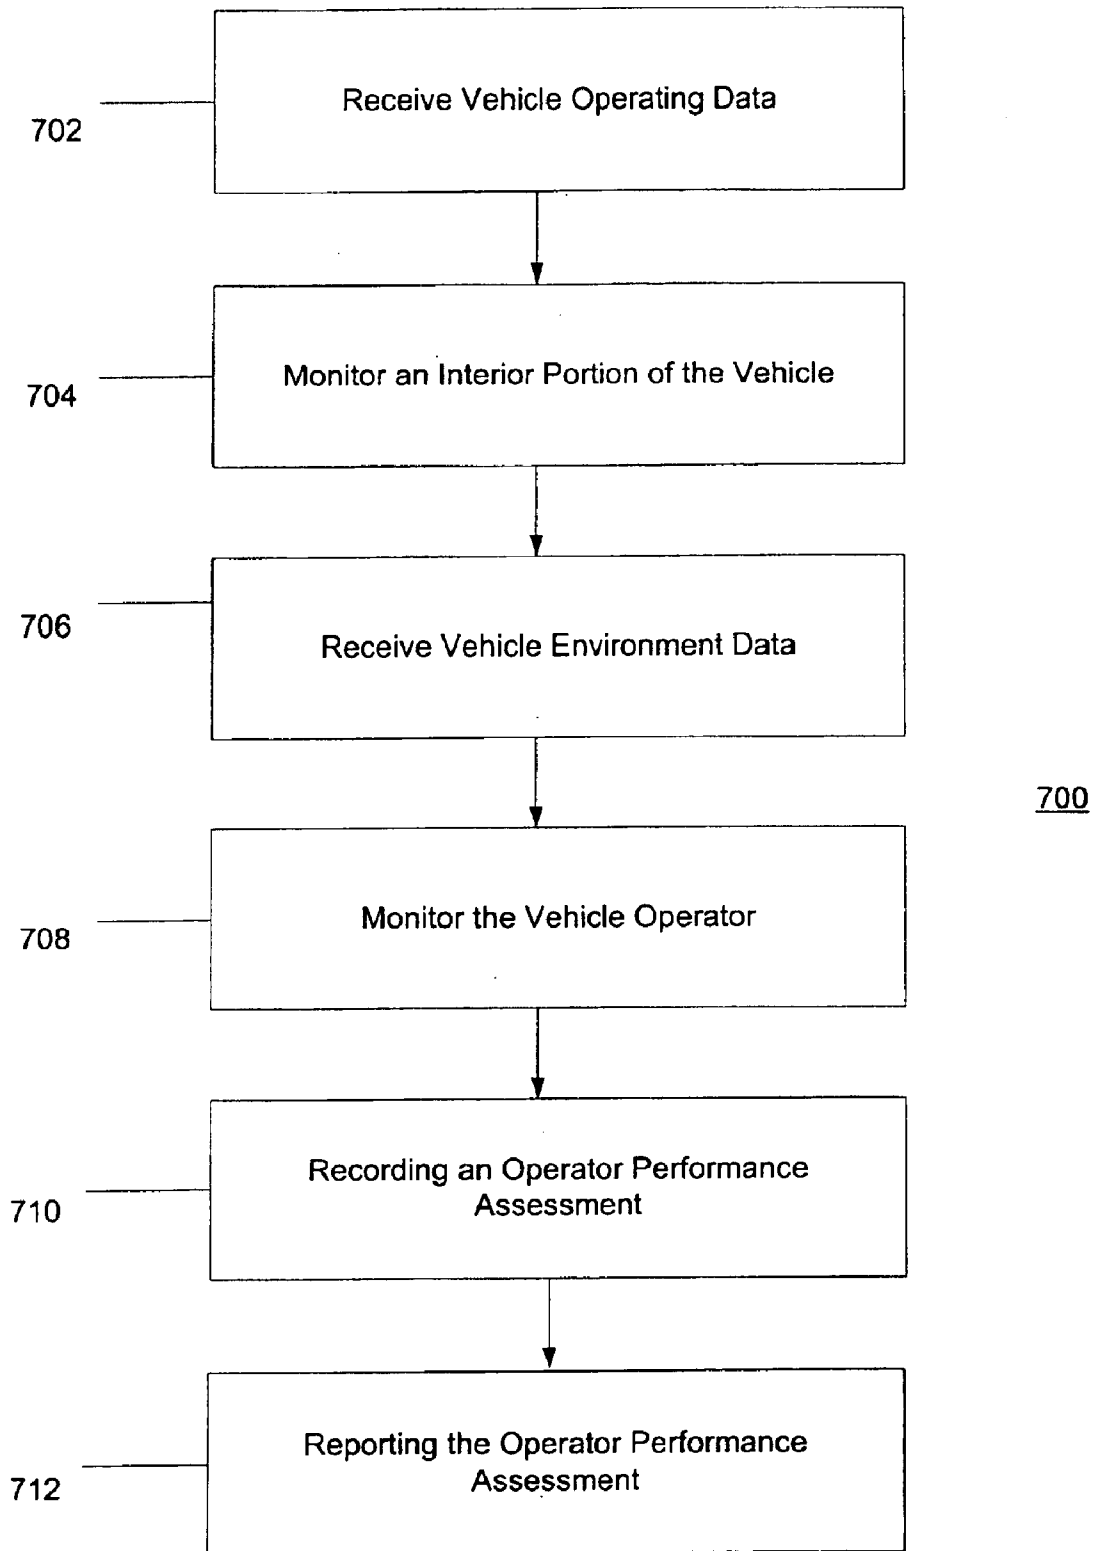 Receive Vehicle Operating Data
702
Monitor an Interior Portion of the Vehicle
704
706
Receive Vehicle Environment Data
700
Monitor the Vehicle Operator
708
Recording an Operator Performance
Assessment
710
Reporting the Operator Performance
Assessment
712